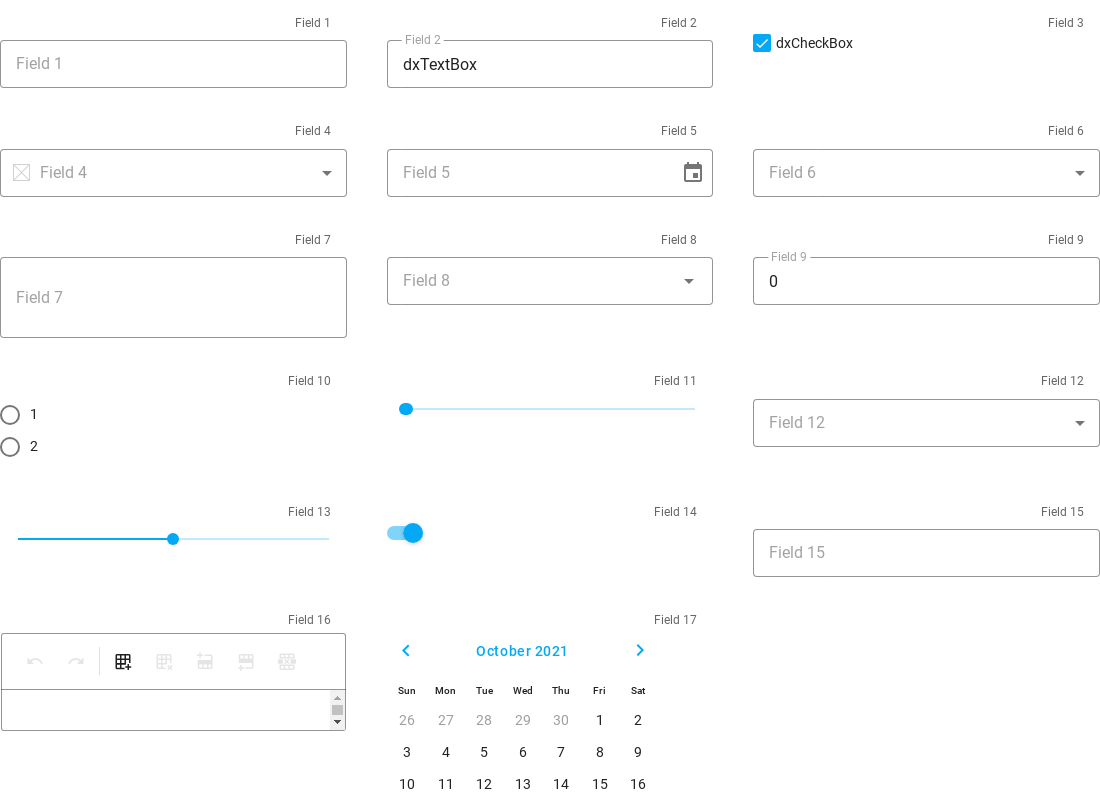 Field 1 Field 2 Field 3
Field 1
Field 2
dxTextBox
dxCheckBox
Field 4 Field 5 Field 6
Field 4 Field 5 Field 6
Field 7 Field 8 Field 9
Field 7
Field 8
Field 9
0
Field 10 Field 11 Field 12
1
2
Field 12
Field 13 Field 14 Field 15
Field 15
Field 16 Field 17
October 2021
Sun Mon Tue Wed Thu Fri Sat
26 27 28 29 30 1 2
3 4 5 6 7 8 9
10 11 12 13 14 15 16